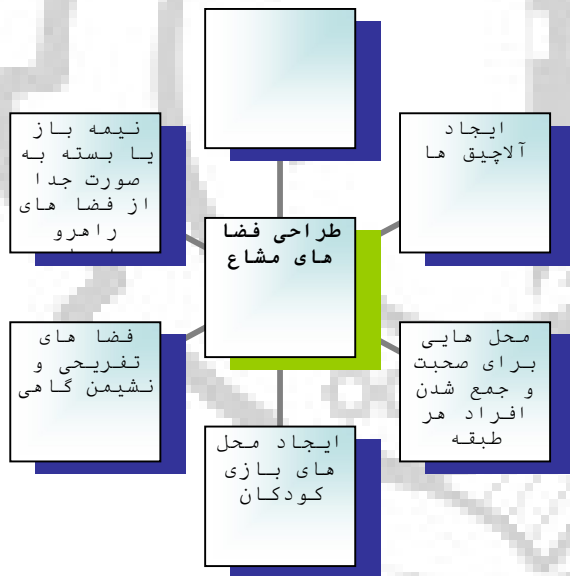 ایجاد
آلاچیق ها
نیمه باز
یا بسته به
صورت جدا
از فضا های
راهرو
طراحی فضا
های مشاع
محل هایی
برای صحبت
و جمع شدن
افراد هر
طبقه
فضا های
تفریحی و
نشیمن گاهی
ایجاد محل
های بازی
کودکان